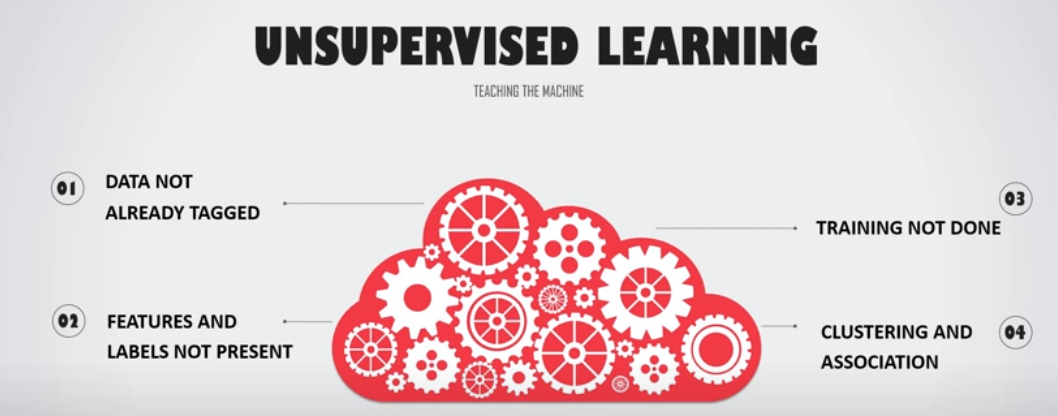 UNSUPERVISED LEARNING
TEACHING THE MACHINE
01
DATA NOT
ALREADY TAGGED
02
FEATURES AND
LABELS NOT PRESENT
03
TRAINING NOT DONE
04
CLUSTERING AND
ASSOCIATION